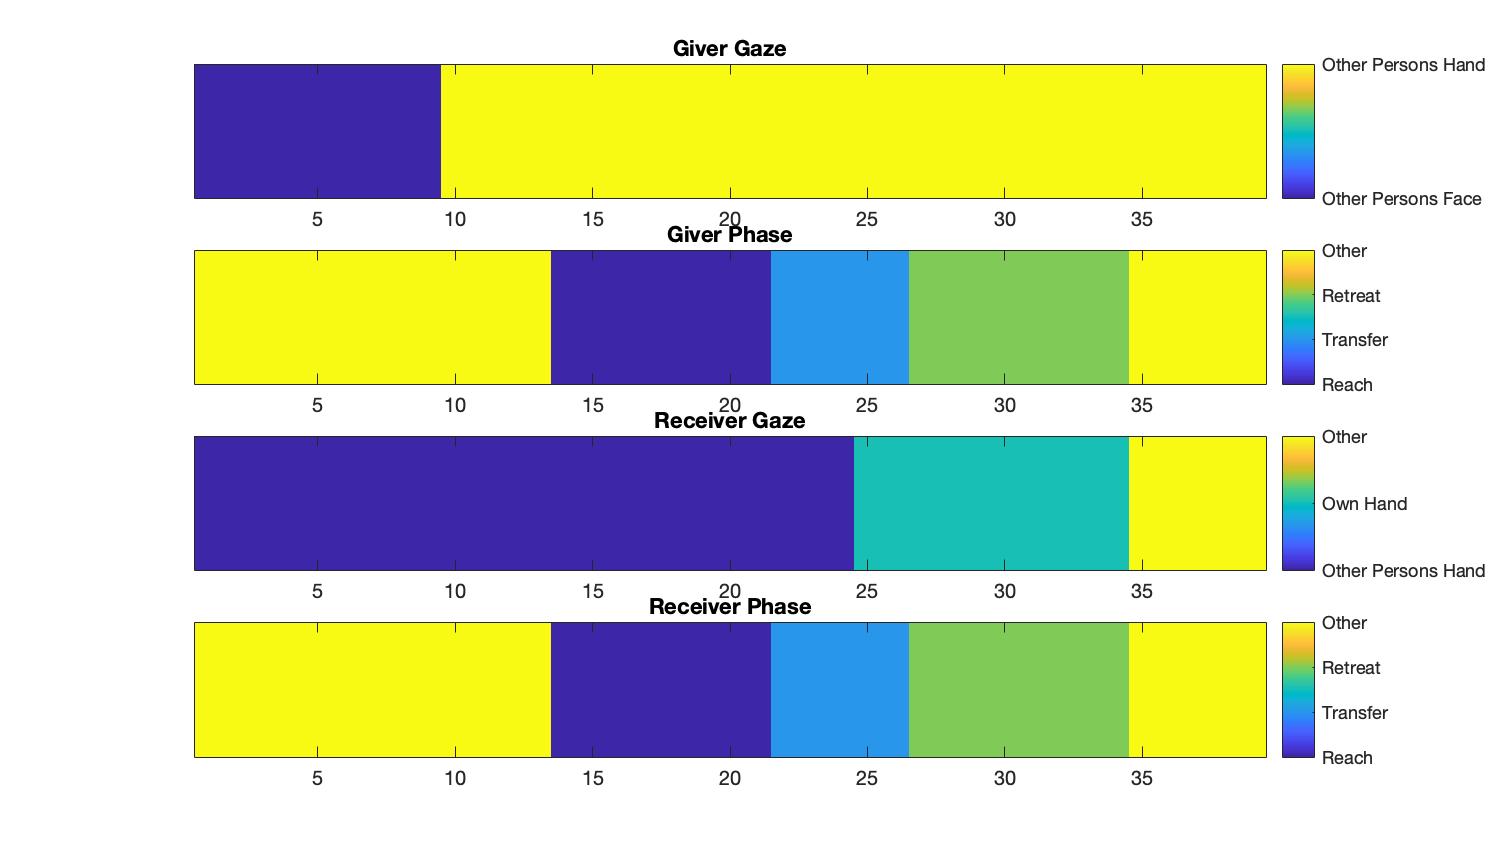 Giver Gaze
Other Persons Hand
Other Persons Face
5 10 15 20 25 30 35
Giver Phase
Other
Retreat
Transfer
Reach
5 10 15 20 25 30 35
Receiver Gaze
Other
Own Hand
Other Persons Hand
5 10 15 20 25 30 35
Receiver Phase
Other
Retreat
Transfer
Reach
5 10 15 20 25 30 35